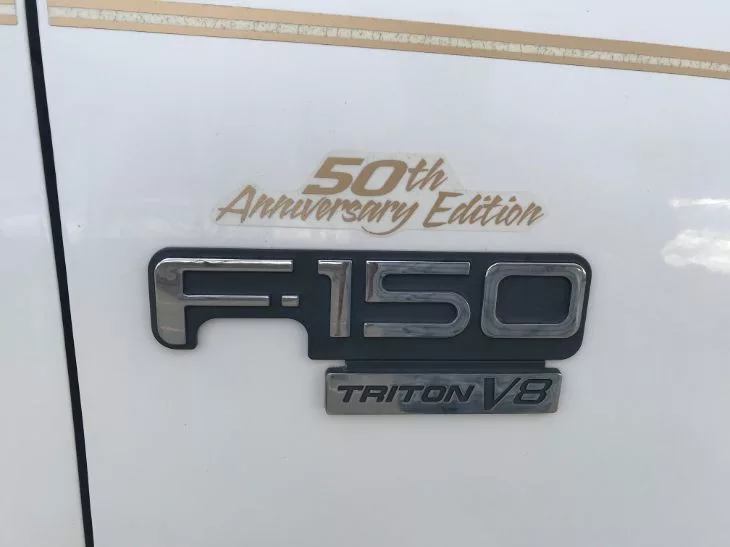 50th
Anniversary Edition
F-150
TRITON V8